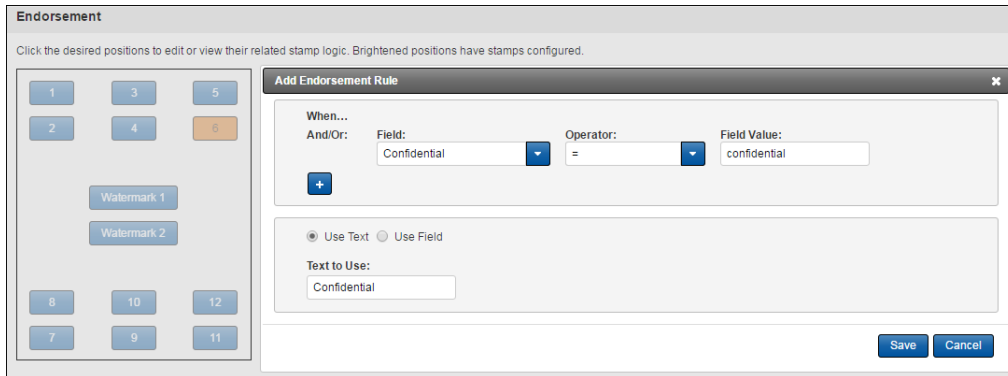 Endorsement
Click the desired positions to edit or view their related stamp logic. Brightened positions have stamps configured.
1 3 5
2 4 6
Watermark 1
Watermark 2
8 10 12
7 9 11
Add Endorsement Rule
When...
And/Or: Field: Operator: Field Value:
Confidential = confidential
+
Use Text Use Field
Text to Use:
Confidential
Save Cancel